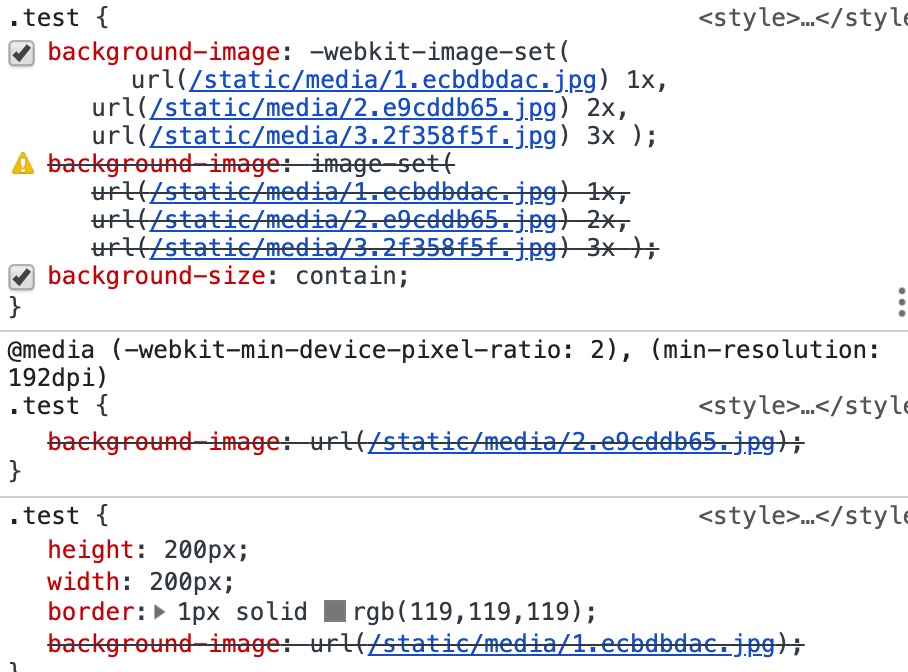 .test { <style>…</style
background-image: -webkit-image-set(
url(/static/media/1.ecbdbdac.jpg) 1x,
url(/static/media/2.e9cddb65.jpg) 2x,
url(/static/media/3.2f358f5f.jpg) 3x );
background-image: image-set(
url(/static/media/1.ecbdbdac.jpg) 1x,
url(/static/media/2.e9cddb65.jpg) 2x,
url(/static/media/3.2f358f5f.jpg) 3x );
background-size: contain;
}
@media (-webkit-min-device-pixel-ratio: 2), (min-resolution:
192dpi)
.test { <style>…</style
background-image: url(/static/media/2.e9cddb65.jpg);
}
.test { <style>…</style
height: 200px;
width: 200px;
border: 1px solid rgb(119,119,119);
background-image: url(/static/media/1.ecbdbdac.jpg);
}